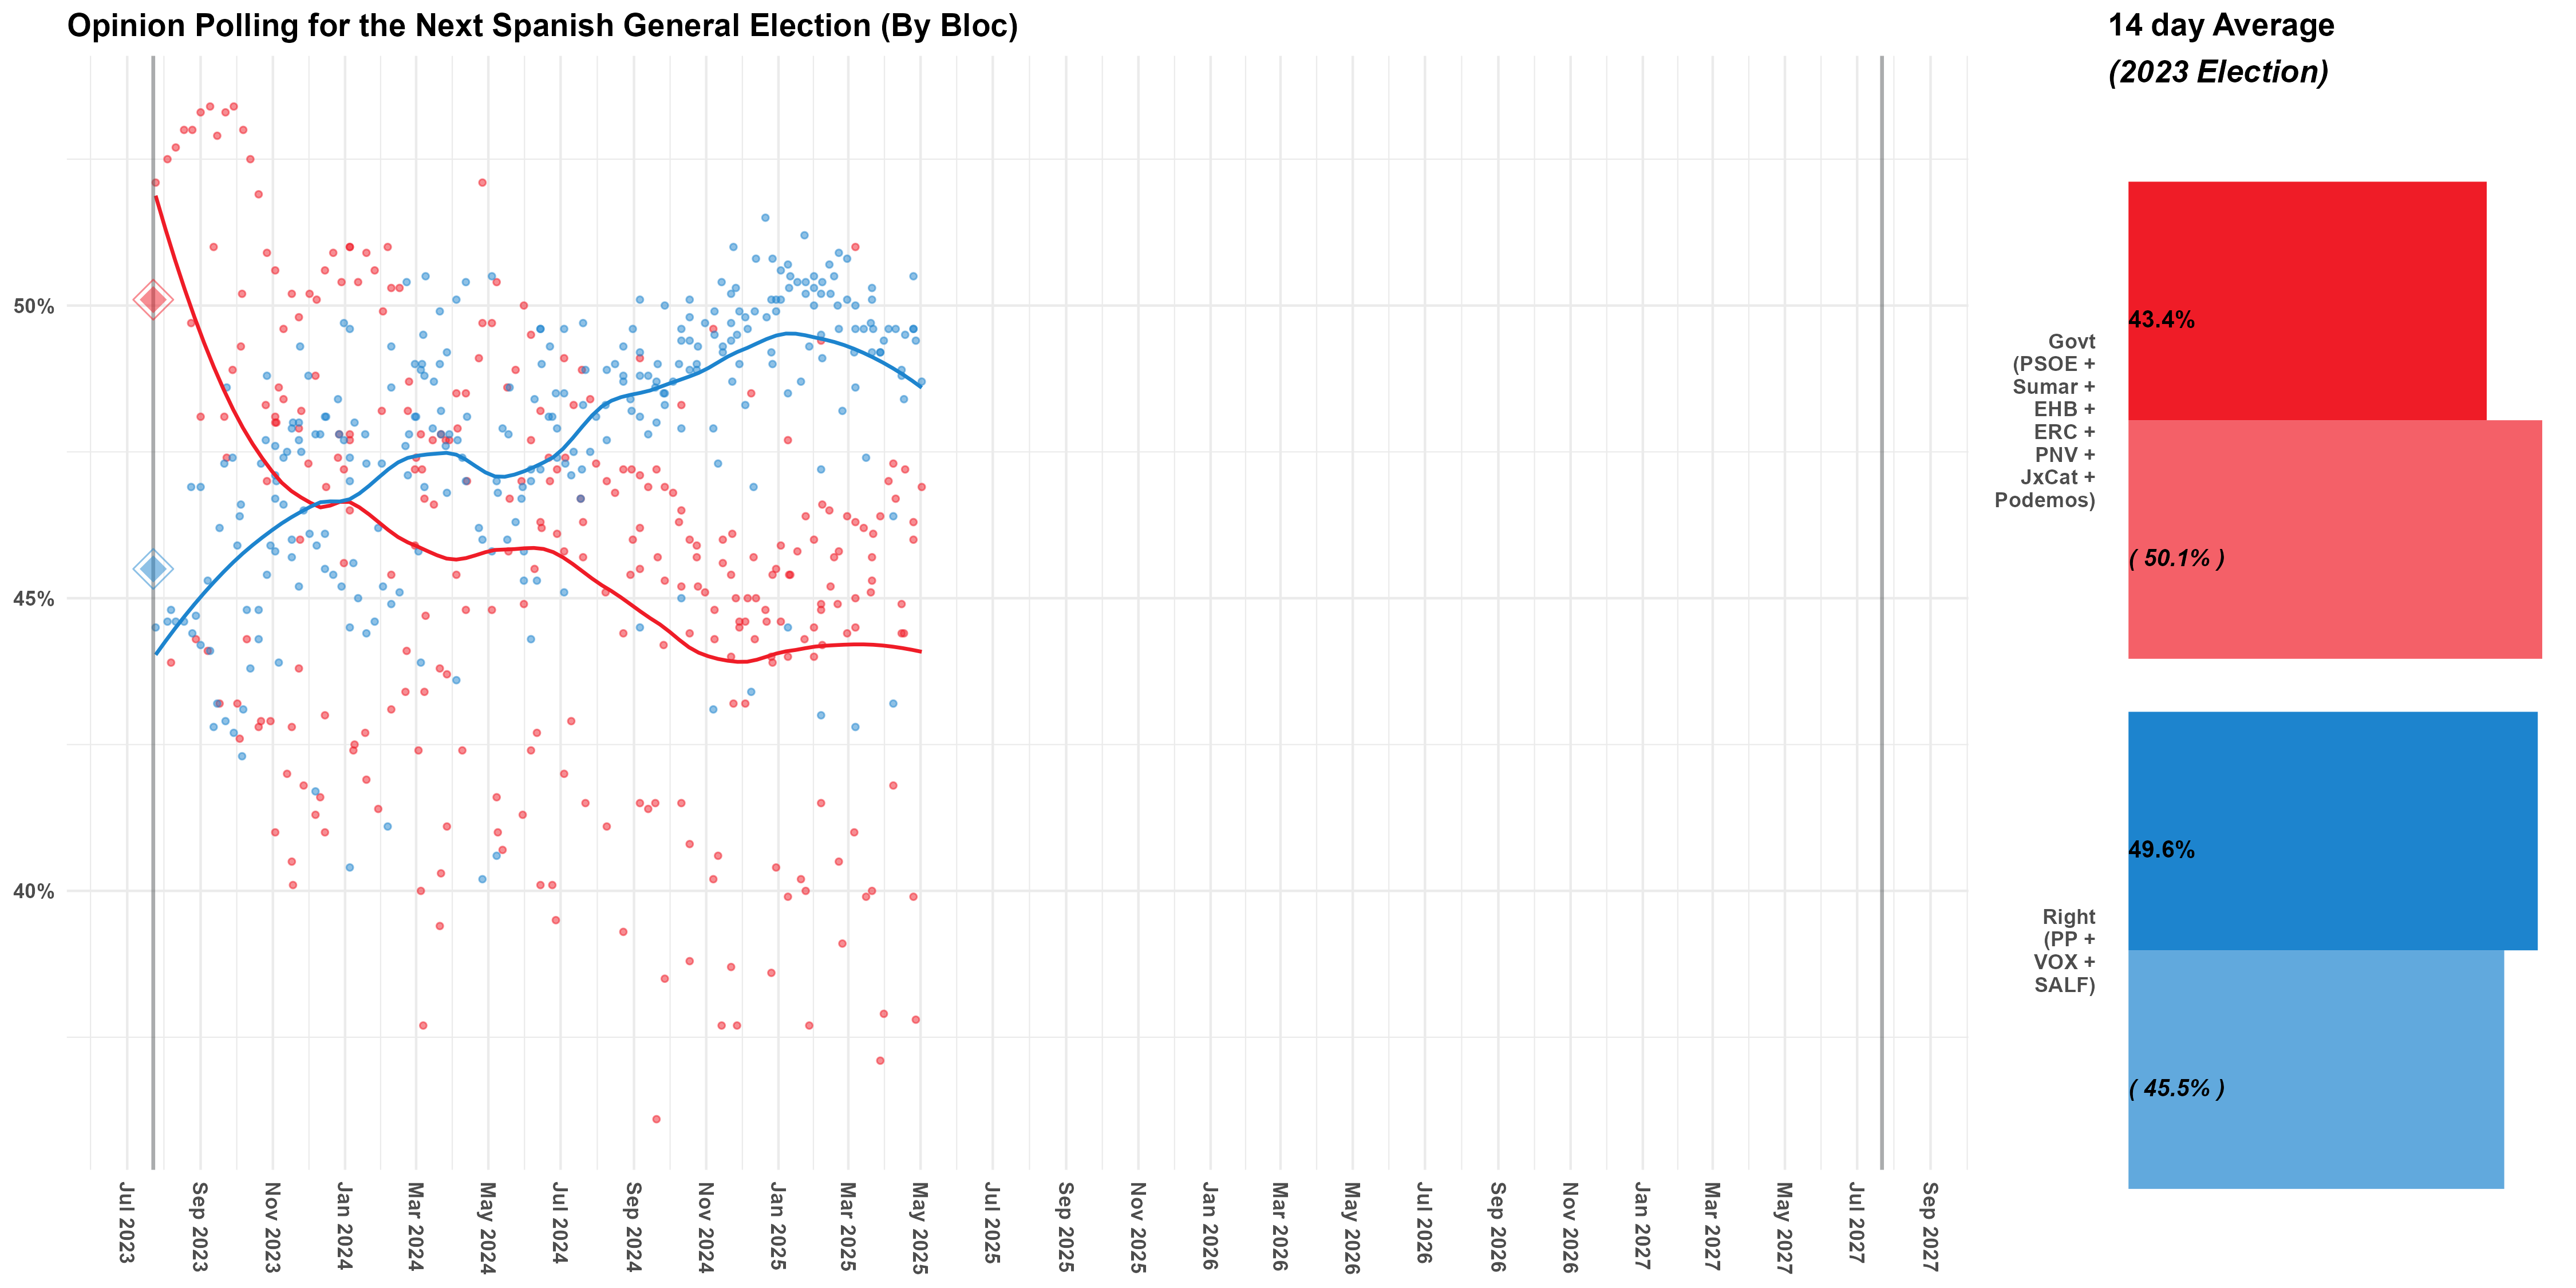 Opinion Polling for the Next Spanish General Election (By Bloc)
14 day Average
(2023 Election)
50%
45%
40%
Jul 2023
Sep 2023
Nov 2023
Jan 2024
Mar 2024
May 2024
Jul 2024
Sep 2024
Nov 2024
Jan 2025
Mar 2025
May 2025
Jul 2025
Sep 2025
Nov 2025
Jan 2026
Mar 2026
May 2026
Jul 2026
Sep 2026
Nov 2026
Jan 2027
Mar 2027
May 2027
Jul 2027
Sep 2027
Govt
(PSOE +
Sumar +
EHB +
ERC +
PNV +
JxCat +
Podemos)
43.4%
( 50.1% )
Right
(PP +
VOX +
SALF)
49.6%
( 45.5% )